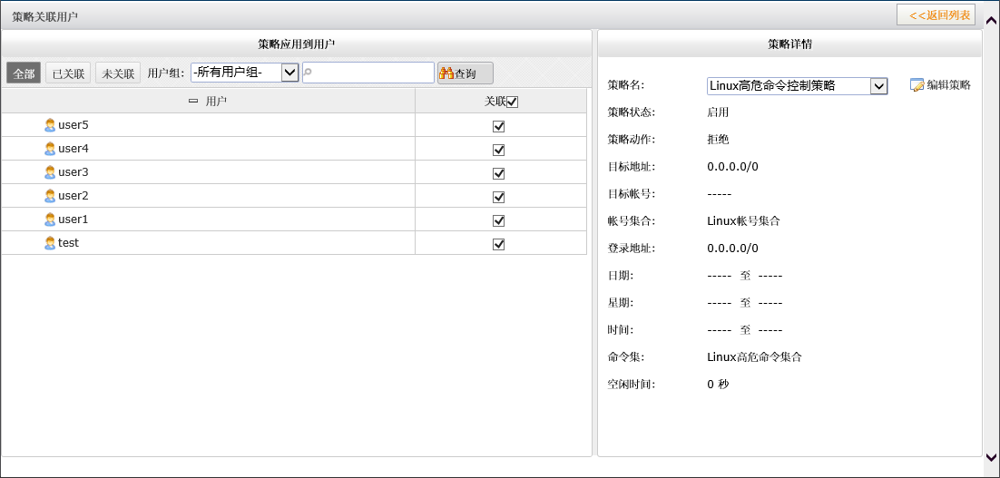 策略关联用户
<<返回列表
策略应用到用户
全部 已关联 未关联 用户组: -所有用户组- 查询
用户 关联
user5
user4
user3
user2
user1
test
策略详情
策略名: Linux高危命令控制策略 编辑策略
策略状态: 启用
策略动作: 拒绝
目标地址: 0.0.0.0/0
目标帐号: -----
帐号集合: Linux帐号集合
登录地址: 0.0.0.0/0
日期: ----- 至 -----
星期: ----- 至 -----
时间: ----- 至 -----
命令集: Linux高危命令集合
空闲时间: 0 秒